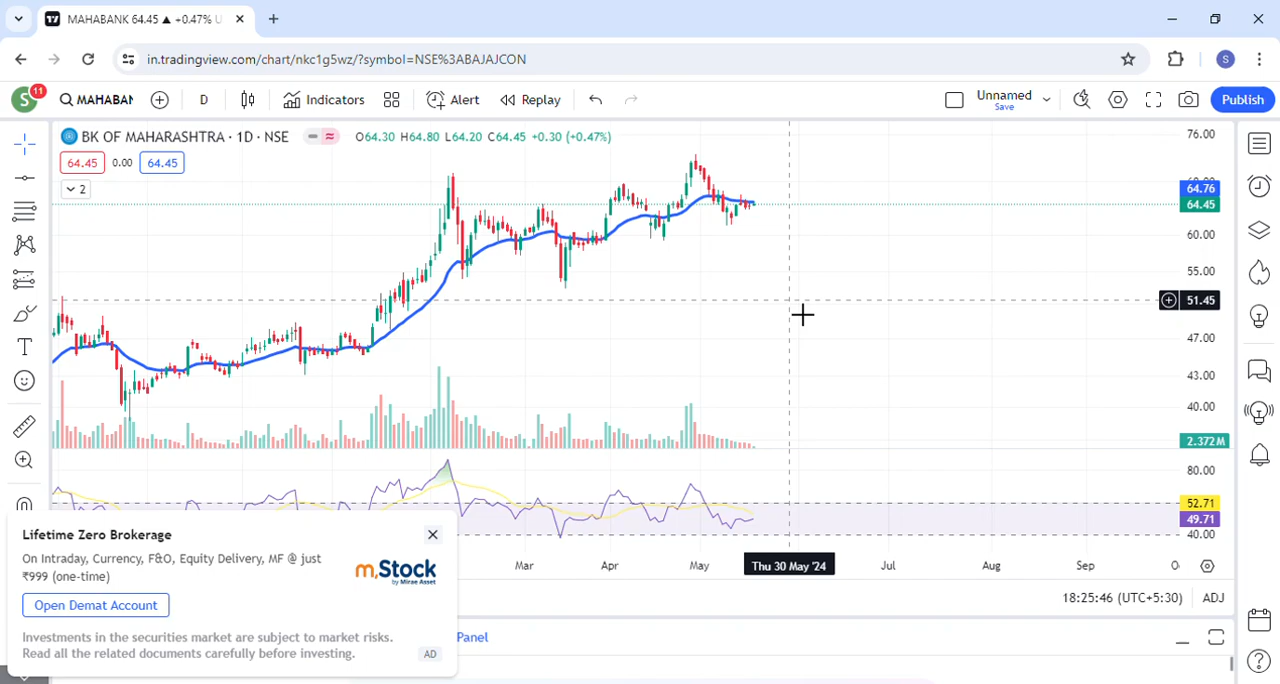 MAHABANK 64.45 ▲ +0.47% U
in.tradingview.com/chart/nkc1g5wz/?symbol=NSE%3ABAJAJCON
S
S 11
MAHABAN
D
Indicators
Alert
Replay
Unnamed
Save
Publish
BK OF MAHARASHTRA · 1D · NSE
O64.30 H64.80 L64.20 C64.45 +0.30 (+0.47%)
64.45 0.00 64.45
2
76.00
64.76
64.45
60.00
55.00
51.45
47.00
43.00
40.00
2.372M
80.00
52.71
49.71
40.00
Mar Apr May Thu 30 May '24 Jul Aug Sep
18:25:46 (UTC+5:30) ADJ
Panel
Lifetime Zero Brokerage
On Intraday, Currency, F&O, Equity Delivery, MF @ just
₹999 (one-time)
m.Stock
by Mirae Asset
Open Demat Account
Investments in the securities market are subject to market risks.
Read all the related documents carefully before investing.
AD